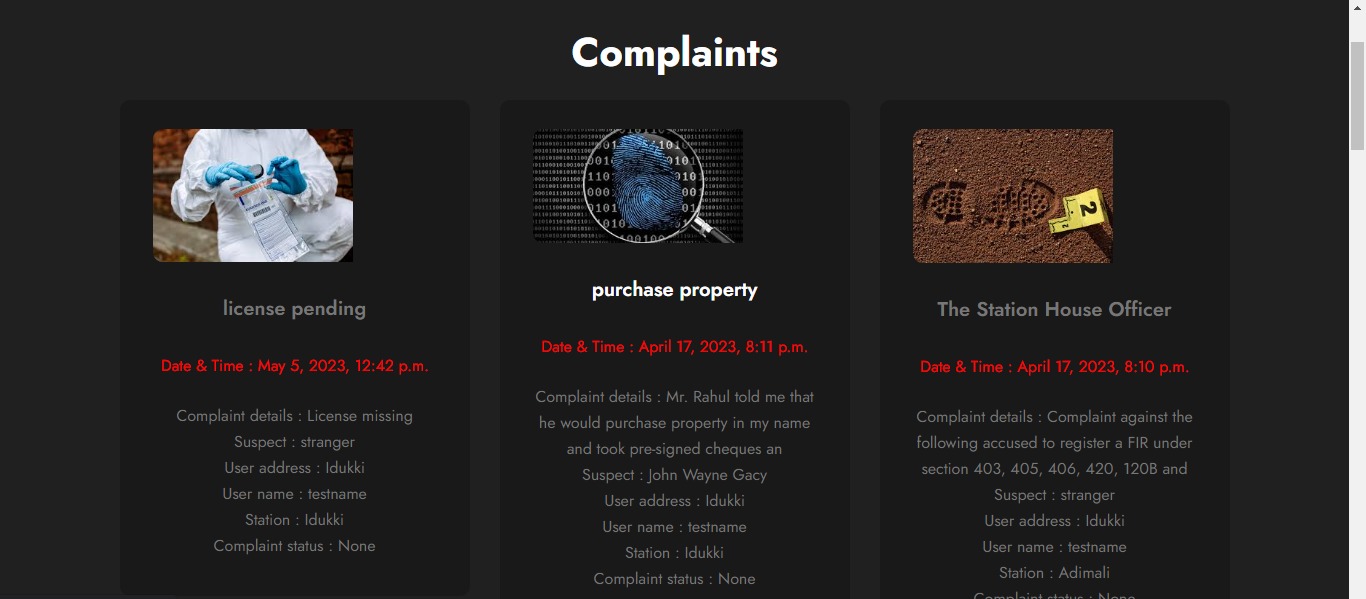 Complaints
license pending
Date & Time : May 5, 2023, 12:42 p.m.
Complaint details : License missing
Suspect : stranger
User address : Idukki
User name : testname
Station : Idukki
Complaint status : None
purchase property
Date & Time : April 17, 2023, 8:11 p.m.
Complaint details : Mr. Rahul told me that
he would purchase property in my name
and took pre-signed cheques an
Suspect : John Wayne Gacy
User address : Idukki
User name : testname
Station : Idukki
Complaint status : None
2
The Station House Officer
Date & Time : April 17, 2023, 8:10 p.m.
Complaint details : Complaint against the
following accused to register a FIR under
section 403, 405, 406, 420, 120B and
Suspect : stranger
User address : Idukki
User name : testname
Station : Adimali
Complaint status : None